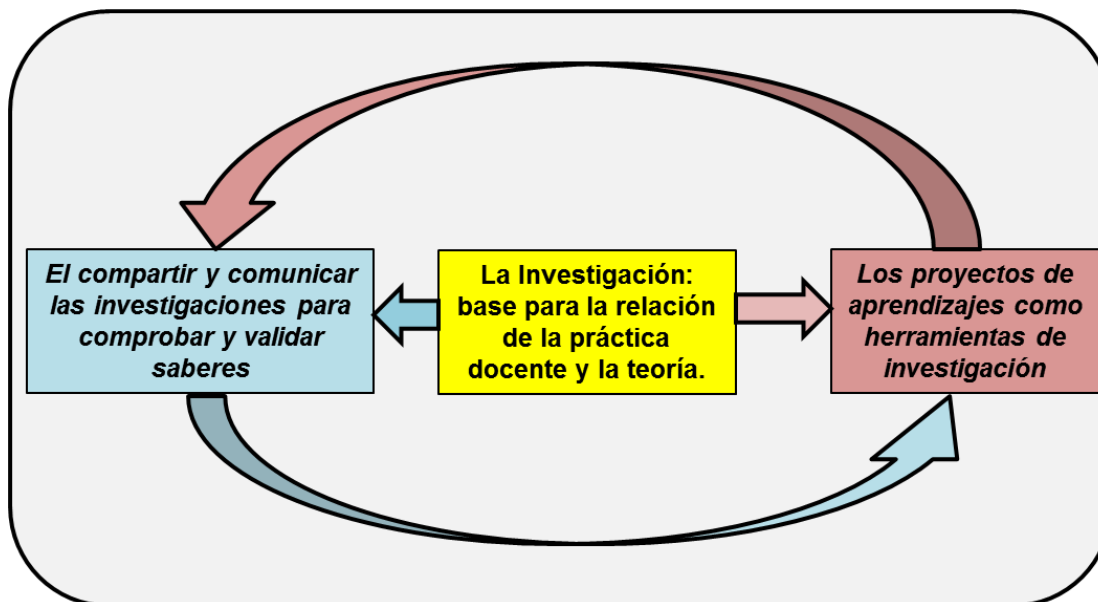 El compartir y comunicar
las investigaciones para
comprobar y validar
saberes
La Investigación:
base para la relación
de la práctica
docente y la teoría.
Los proyectos de
aprendizajes como
herramientas de
investigación